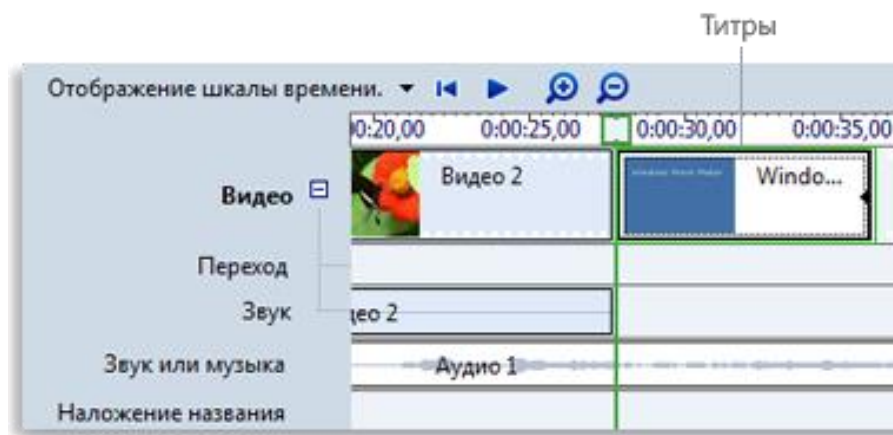 Титры
Отображение шкалы времени.
0:20,00 0:00:25,00 0:00:30,00 0:00:35,00
Видео Видео 2 Windo...
Переход
Звук део 2
Звук или музыка Аудио 1
Наложение названия